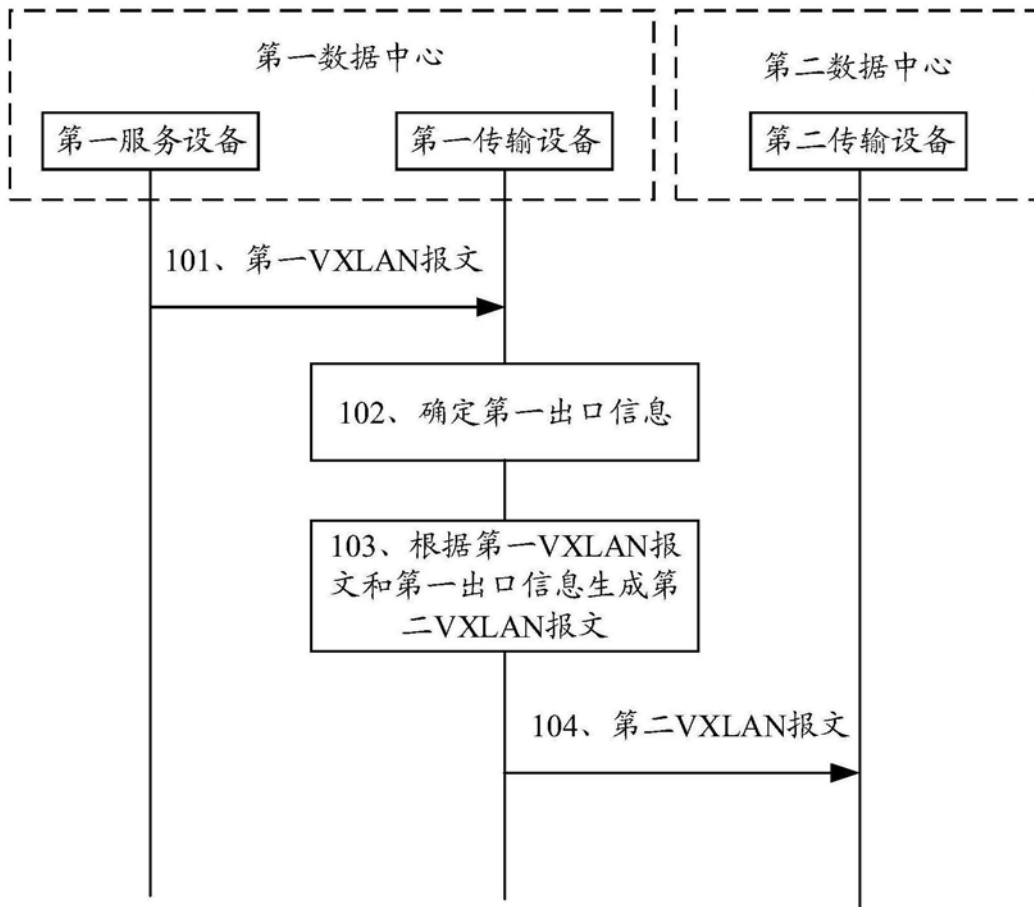 第一数据中心
第二数据中心
第一服务设备
第一传输设备
第二传输设备
101、第一VXLAN报文
102、确定第一出口信息
103、根据第一VXLAN报
文和第一出口信息生成第
二VXLAN报文
104、第二VXLAN报文